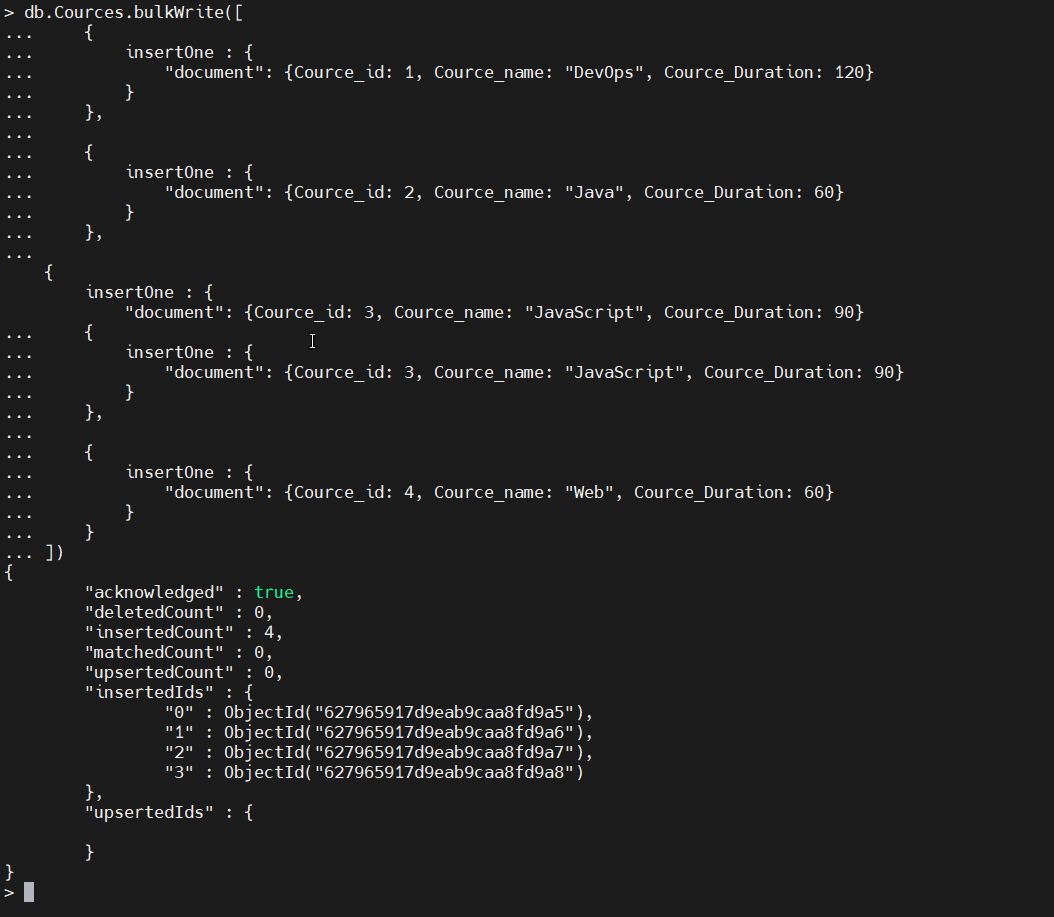 > db.Cources.bulkWrite([
...     {
...         insertOne : {
...             "document": {Cource_id: 1, Cource_name: "DevOps", Cource_Duration: 120}
...         }
...     },
...
...     {
...         insertOne : {
...             "document": {Cource_id: 2, Cource_name: "Java", Cource_Duration: 60}
...         }
...     },
...
    {
        insertOne : {
            "document": {Cource_id: 3, Cource_name: "JavaScript", Cource_Duration: 90}
...     {
...         insertOne : {
...             "document": {Cource_id: 3, Cource_name: "JavaScript", Cource_Duration: 90}
...         }
...     },
...
...     {
...         insertOne : {
...             "document": {Cource_id: 4, Cource_name: "Web", Cource_Duration: 60}
...         }
...     }
... ])
{
        "acknowledged" : true,
        "deletedCount" : 0,
        "insertedCount" : 4,
        "matchedCount" : 0,
        "upsertedCount" : 0,
        "insertedIds" : {
                "0" : ObjectId("627965917d9eab9caa8fd9a5"),
                "1" : ObjectId("627965917d9eab9caa8fd9a6"),
                "2" : ObjectId("627965917d9eab9caa8fd9a7"),
                "3" : ObjectId("627965917d9eab9caa8fd9a8")
        },
        "upsertedIds" : {

        }
}
>